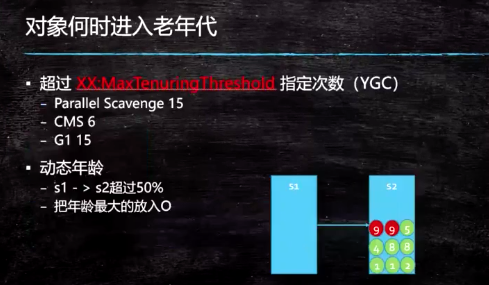 对象何时进入老年代
▪ 超过 XX:MaxTenuringThreshold 指定次数（YGC）
– Parallel Scavenge 15
– CMS 6
– G1 15
▪ 动态年龄
– s1 - > s2超过50%
– 把年龄最大的放入O
S1
S2
9 9 5
4 8 8
1 1 2